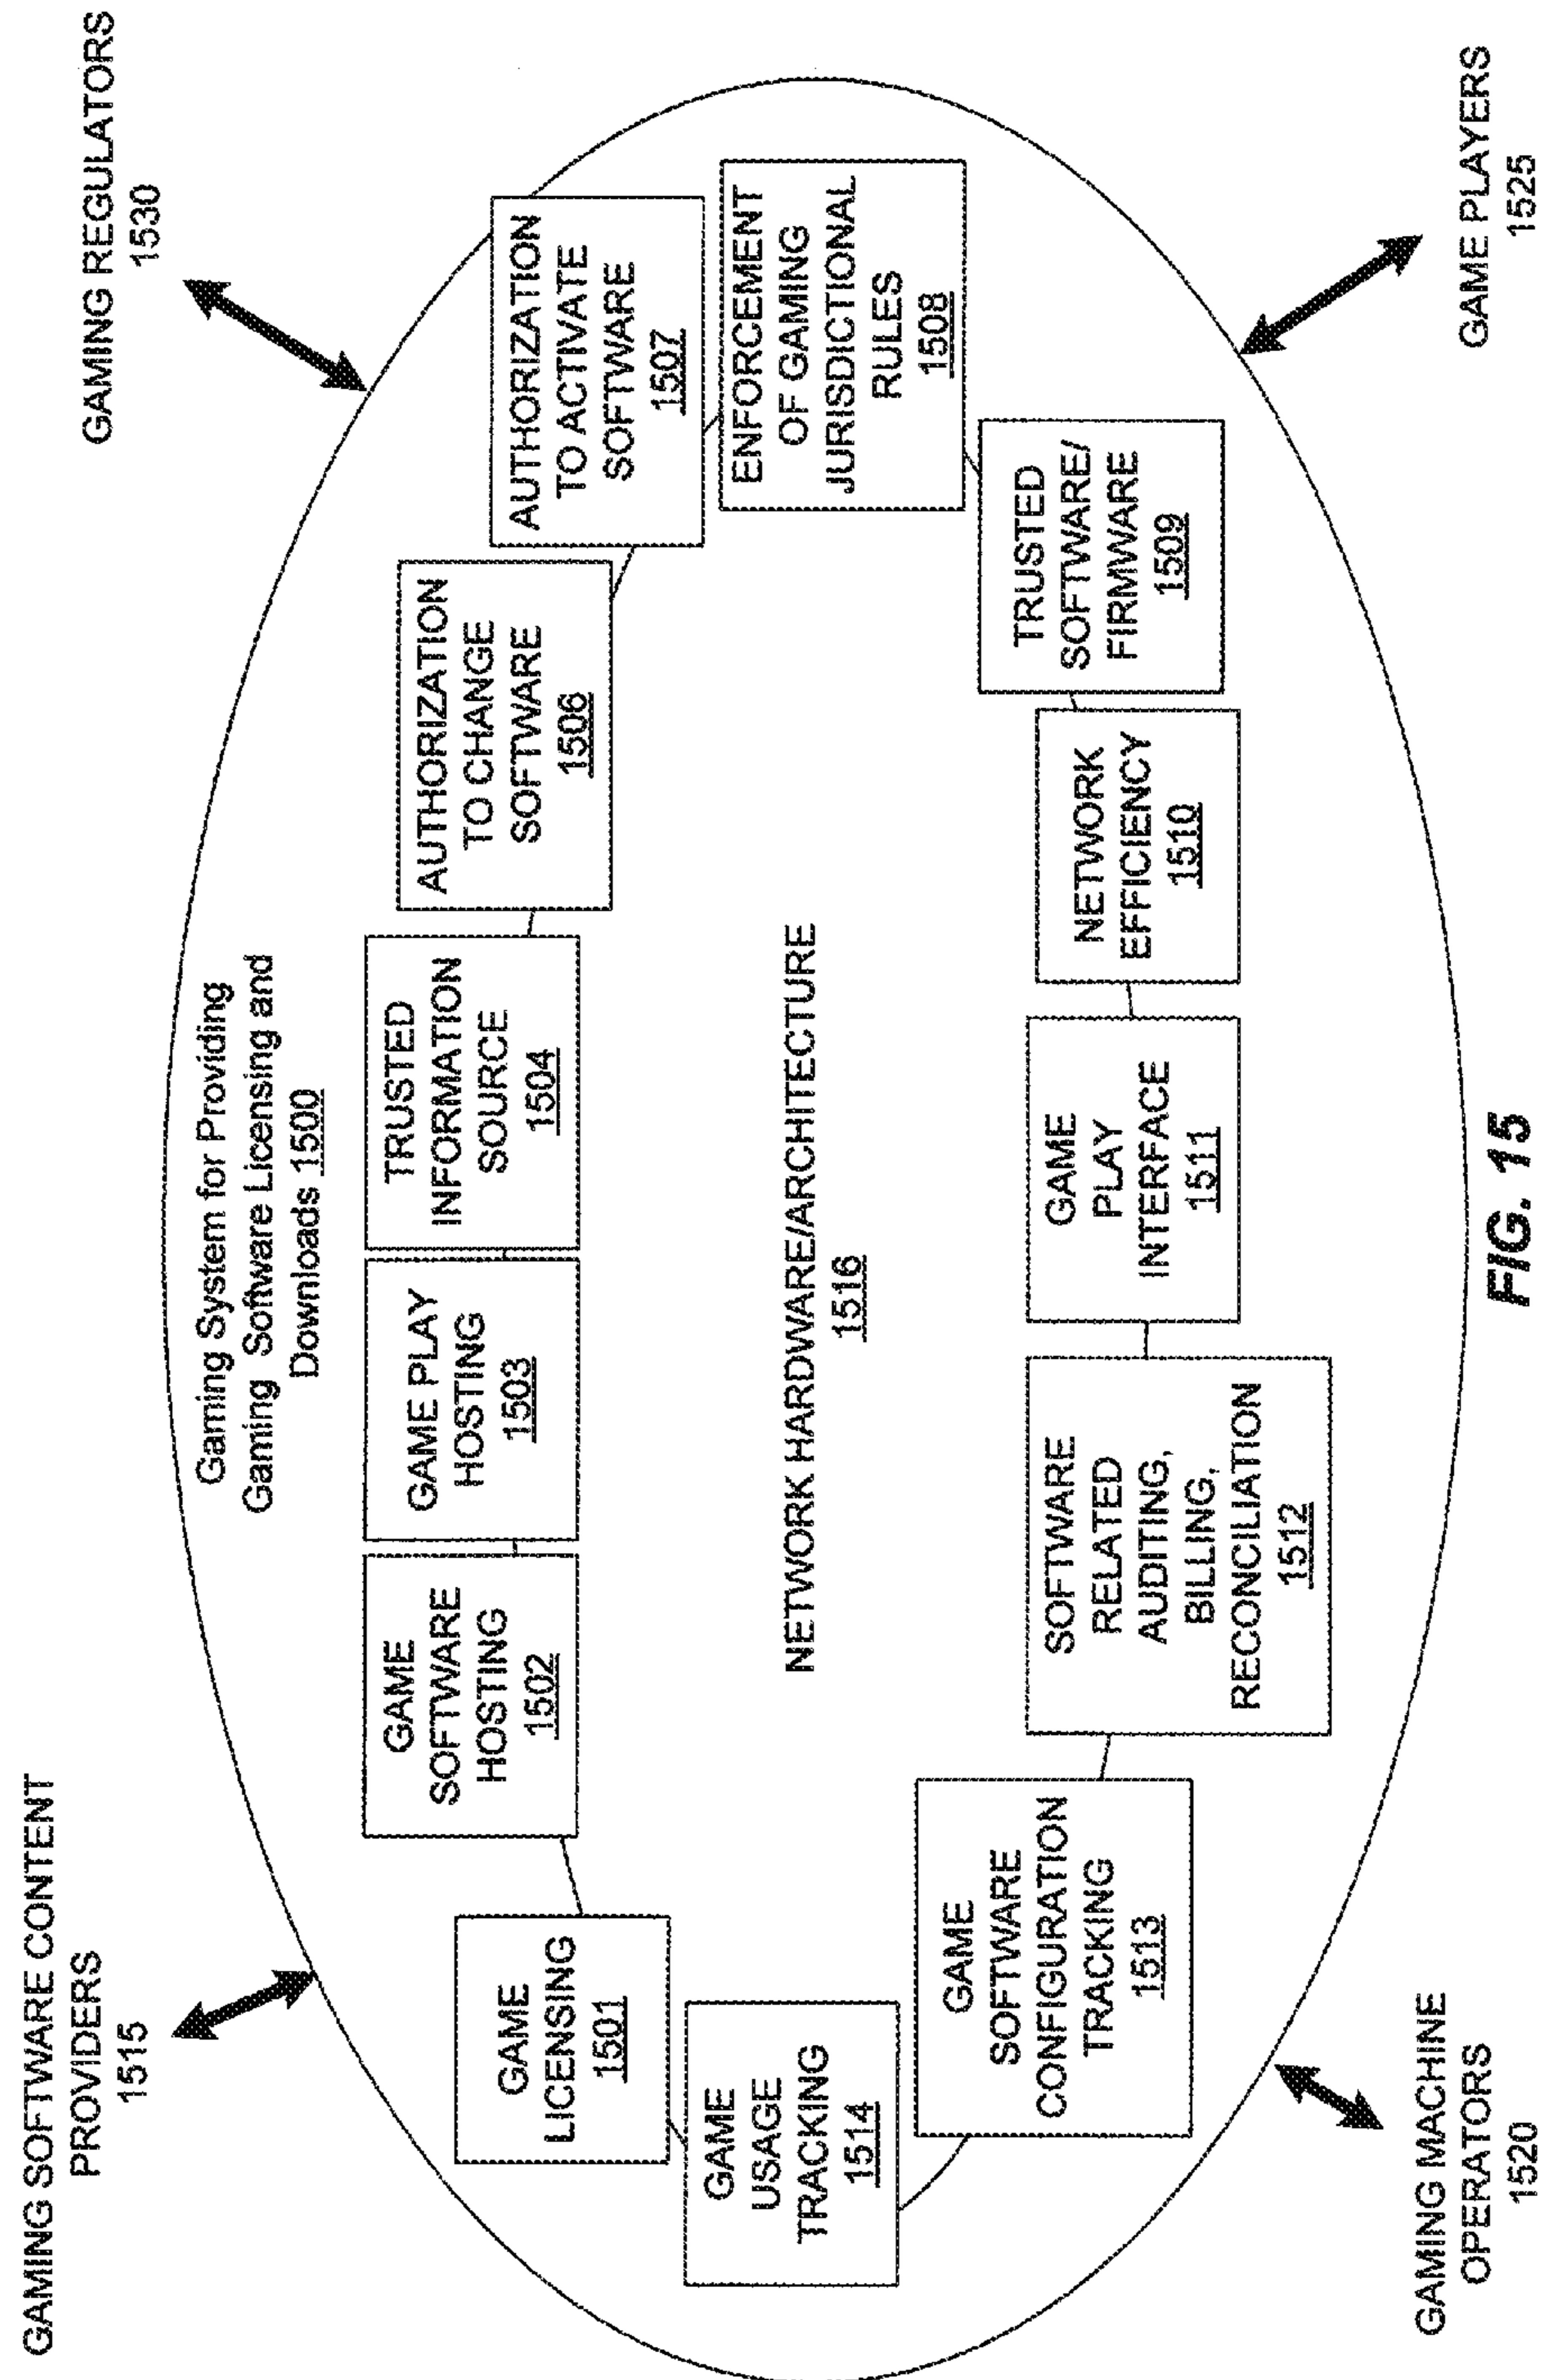 GAMING SOFTWARE CONTENT
PROVIDERS
1515
GAMING REGULATORS
1530
Gaming System for Providing
Gaming Software Licensing and
Downloads 1500
GAME
LICENSING
1501
GAME
SOFTWARE
HOSTING
1502
GAME PLAY
HOSTING
1503
TRUSTED
INFORMATION
SOURCE
1504
AUTHORIZATION
TO CHANGE
SOFTWARE
1506
AUTHORIZATION
TO ACTIVATE
SOFTWARE
1507
ENFORCEMENT
OF GAMING
JURISDICTIONAL
RULES
1508
NETWORK HARDWARE/ARCHITECTURE
1516
GAME
USAGE
TRACKING
1514
GAME
SOFTWARE
CONFIGURATION
TRACKING
1513
SOFTWARE
RELATED
AUDITING,
BILLING,
RECONCILIATION
1512
GAME
PLAY
INTERFACE
1511
NETWORK
EFFICIENCY
1510
TRUSTED
SOFTWARE/
FIRMWARE
1509
GAMING MACHINE
OPERATORS
1520
GAME PLAYERS
1525
FIG. 15